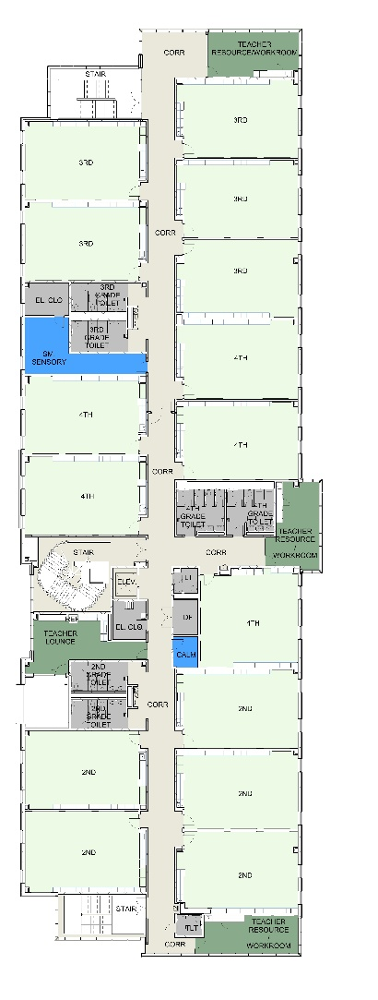 CORR
TEACHER
RESOURCE/WORKROOM
STAIR
3RD
3RD
3RD
3RD
CORR
3RD
EL. CLO
3RD
GRADE
TOILET
3RD
GRADE
TOILET
SM
SENSORY
4TH
4TH
4TH
4TH
CORR
4TH
GRADE
TOILET
4TH
GRADE
TOILET
TEACHER
RESOURCE
/
WORKROOM
STAIR
CORR
ELEV.
EL. CLO
REF
TEACHER
LOUNGE
4TH
CALM
2ND
GRADE
TOILET
2ND
GRADE
TOILET
CORR
2ND
2ND
2ND
2ND
2ND
STAIR
TLT
CORR
TEACHER
RESOURCE
/
WORKROOM